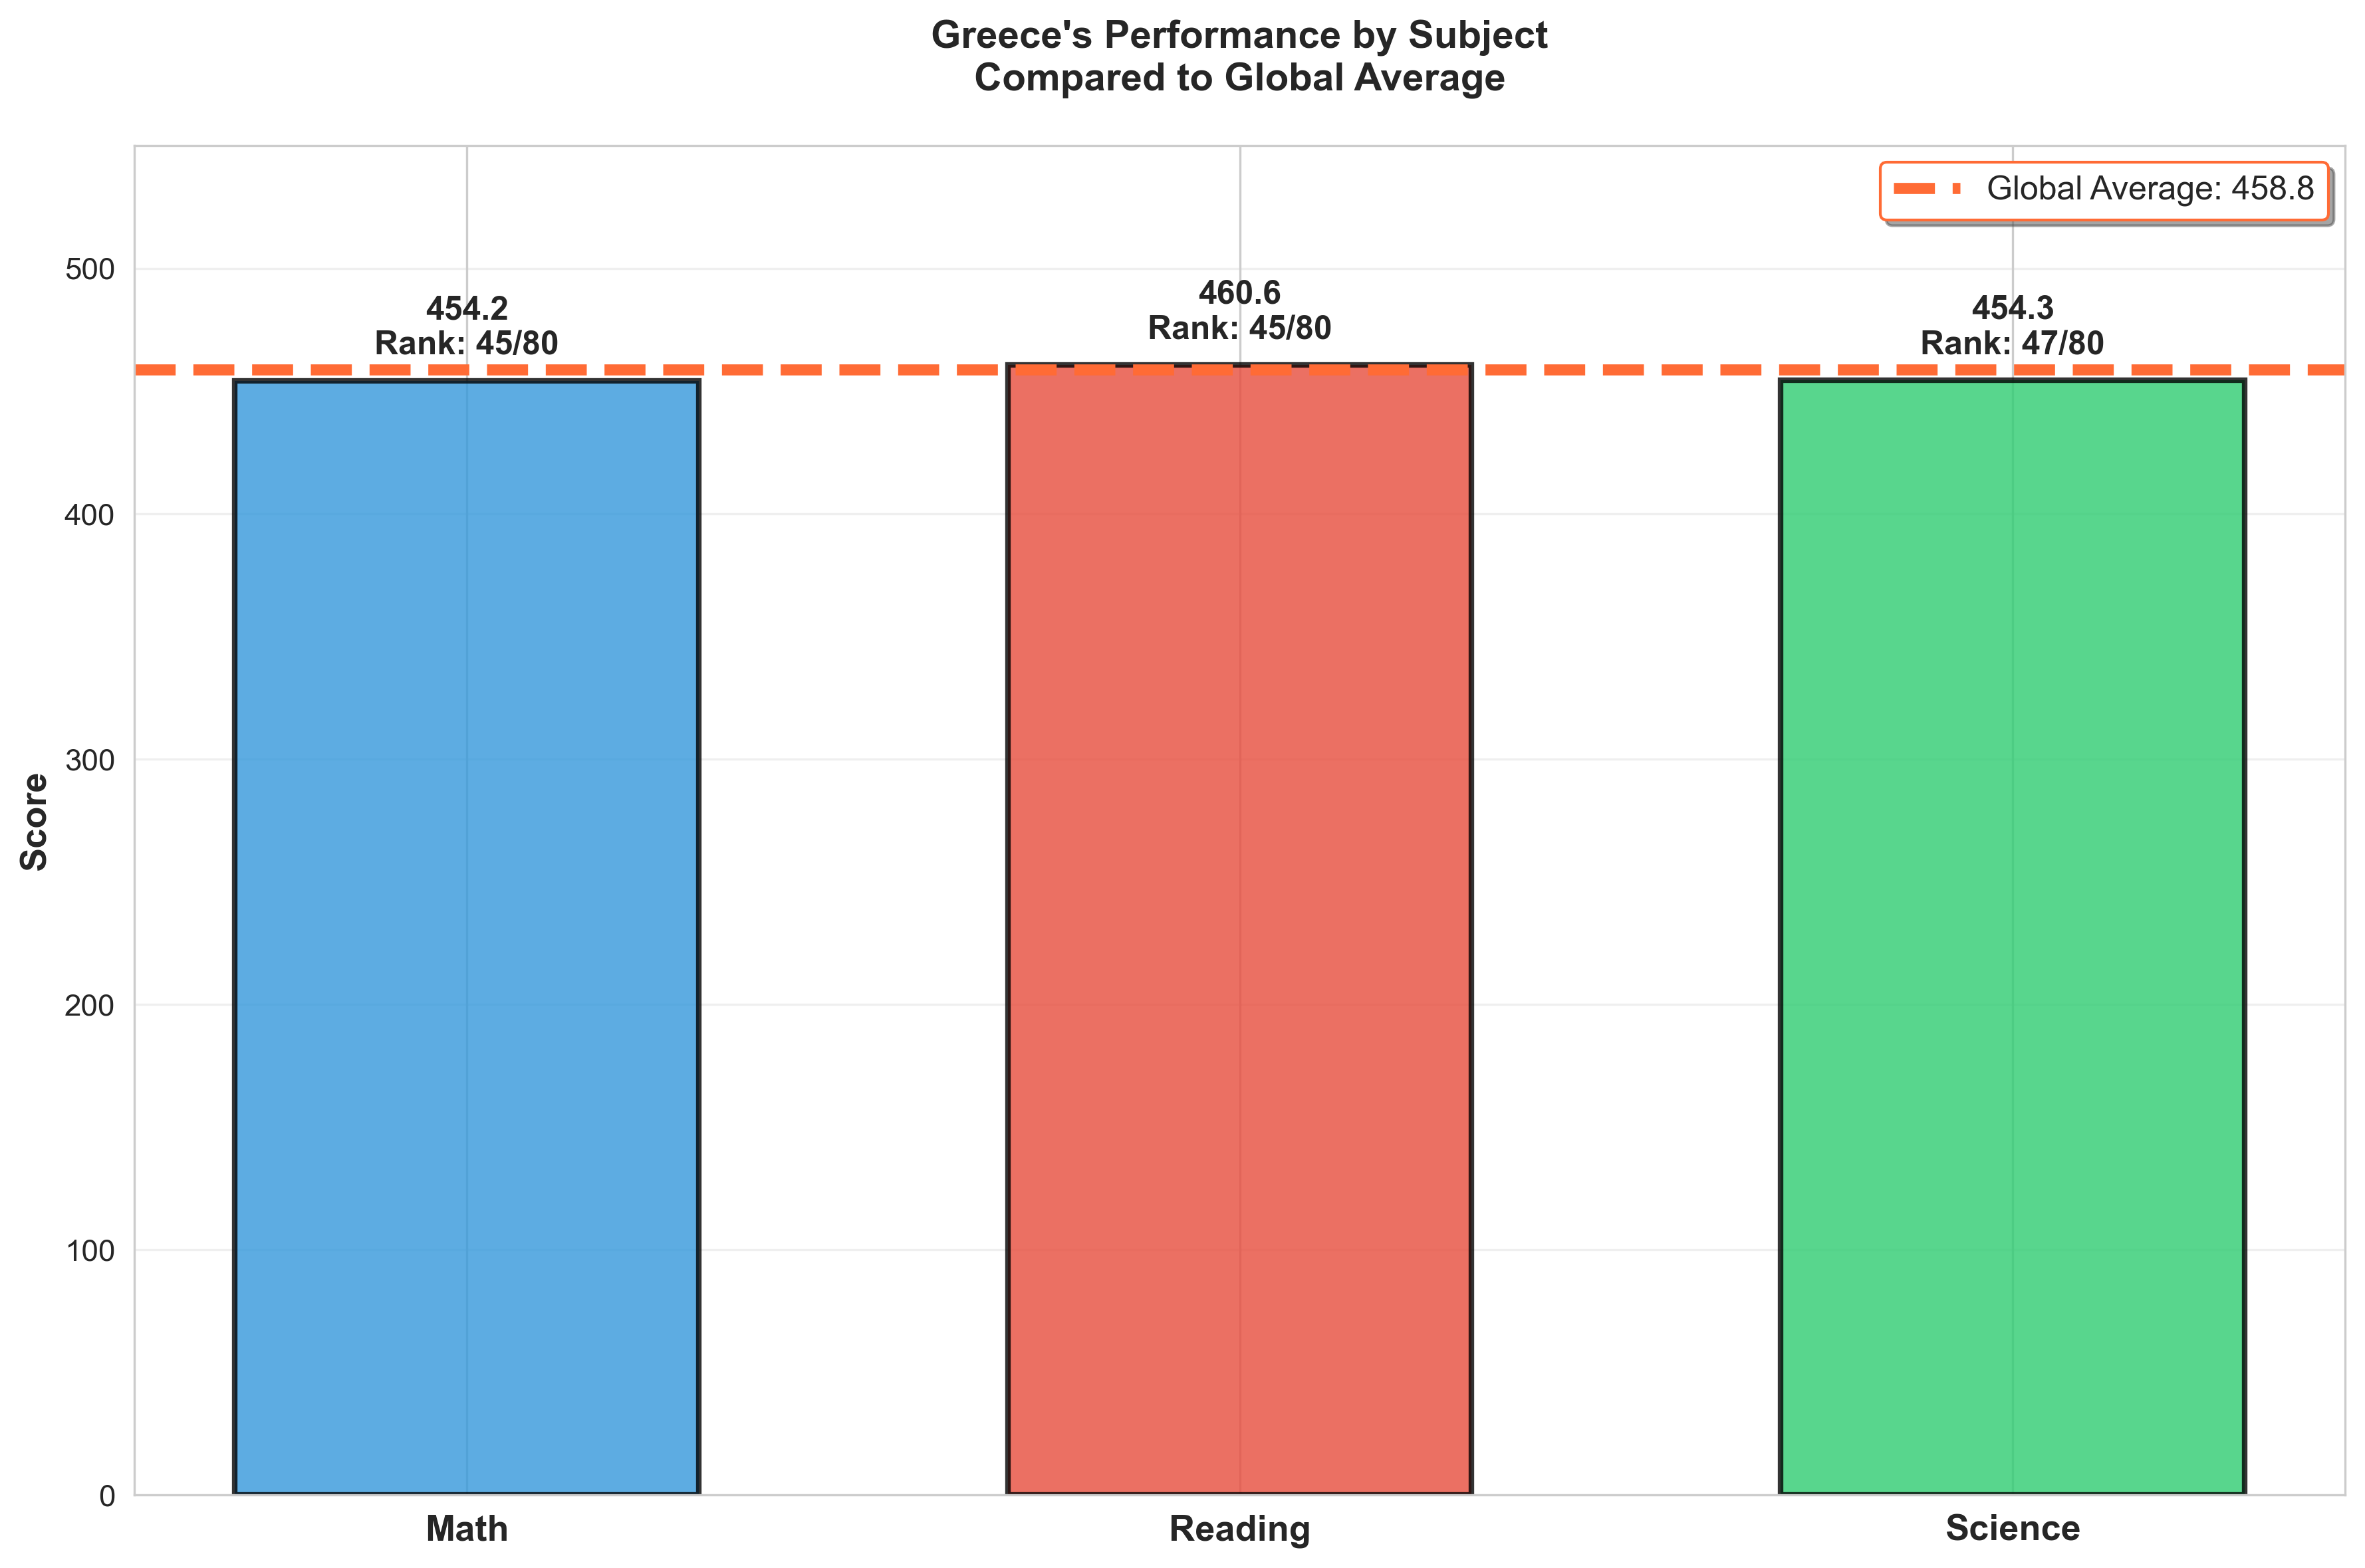 Greece's Performance by Subject
Compared to Global Average
Global Average: 458.8
500
400
300
200
100
0
Score
454.2
Rank: 45/80
460.6
Rank: 45/80
454.3
Rank: 47/80
Math
Reading
Science